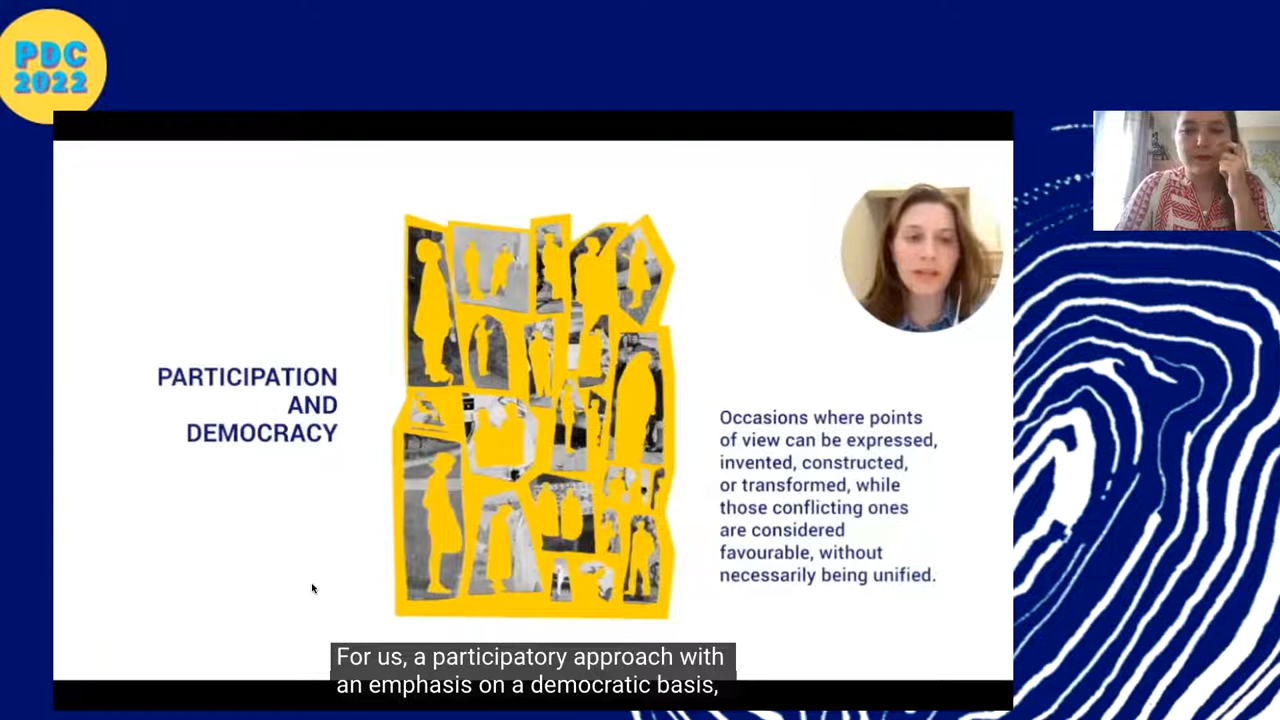 PDC
2022
PARTICIPATION
AND
DEMOCRACY
Occasions where points
of view can be expressed,
invented, constructed,
or transformed, while
those conflicting ones
are considered
favourable, without
necessarily being unified.
For us, a participatory approach with
an emphasis on a democratic basis,